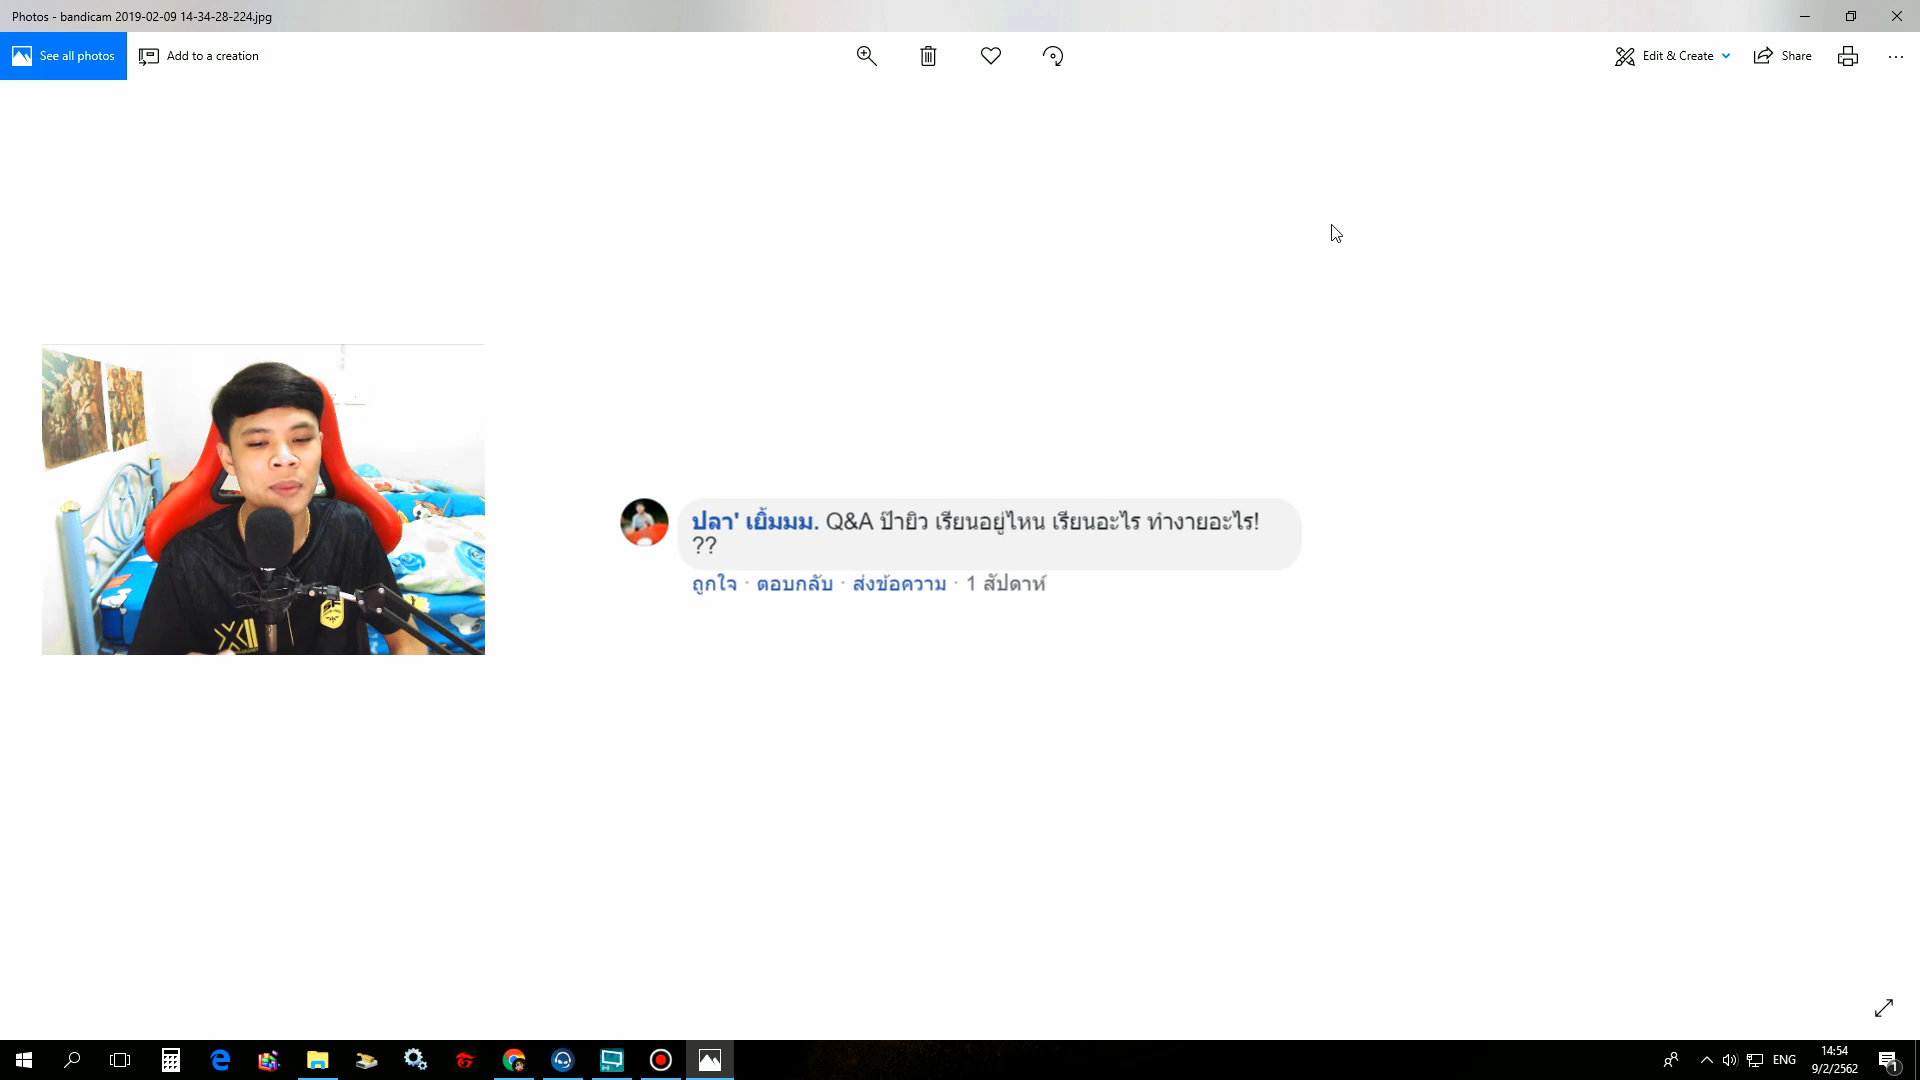 Photos - bandicam 2019-02-09 14-34-28-224.jpg
See all photos
Add to a creation
Edit & Create
Share
ปลา' เยิ้มมม. Q&A ป๊ายิว เรียนอยู่ไหน เรียนอะไร ทำงายอะไร!
??
ถูกใจ · ตอบกลับ · ส่งข้อความ · 1 สัปดาห์
XII
SF
ENG
14:54
9/2/2562
1